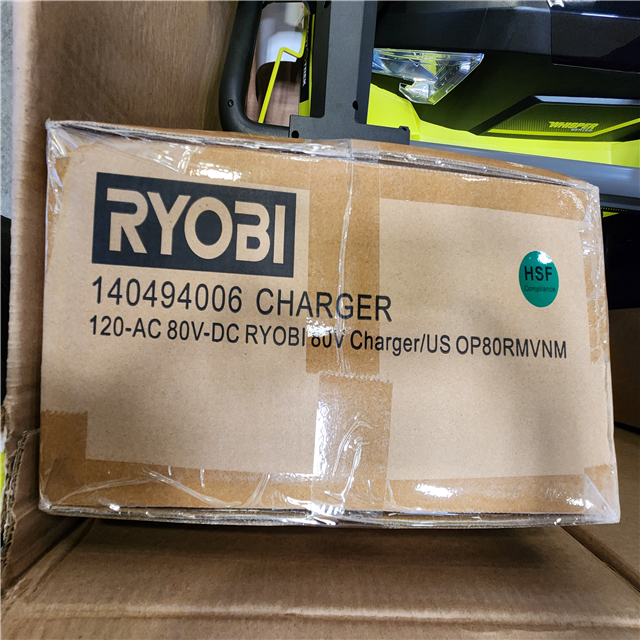 WHISPER
RYOBI
HSF
Compliance
140494006 CHARGER
120-AC 80V-DC RYOBI 80V Charger/US OP80RMVNM